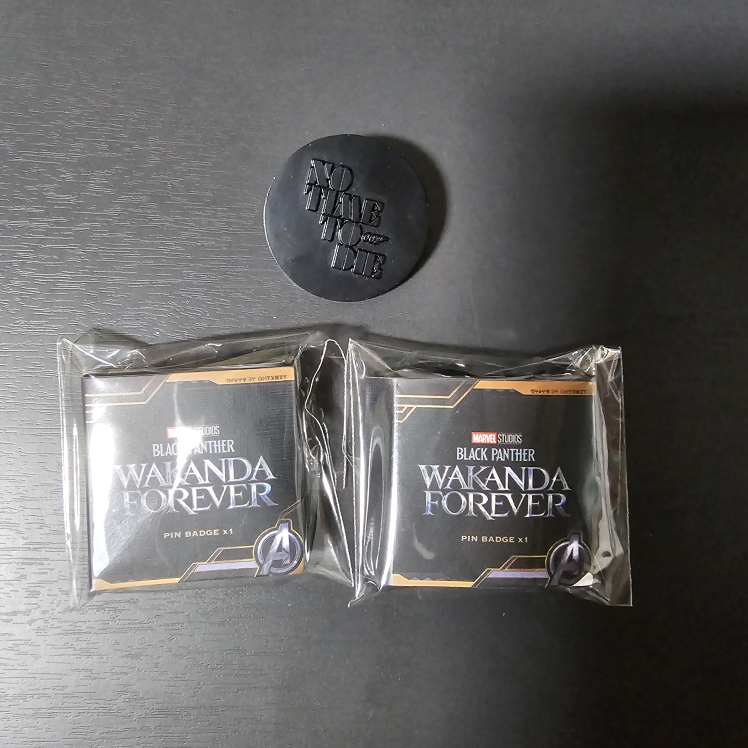 NO
TIME
TO
DIE
MARVEL STUDIOS
BLACK PANTHER
WAKANDA
FOREVER
PIN BADGE x1
MARVEL STUDIOS
BLACK PANTHER
WAKANDA
FOREVER
PIN BADGE x1